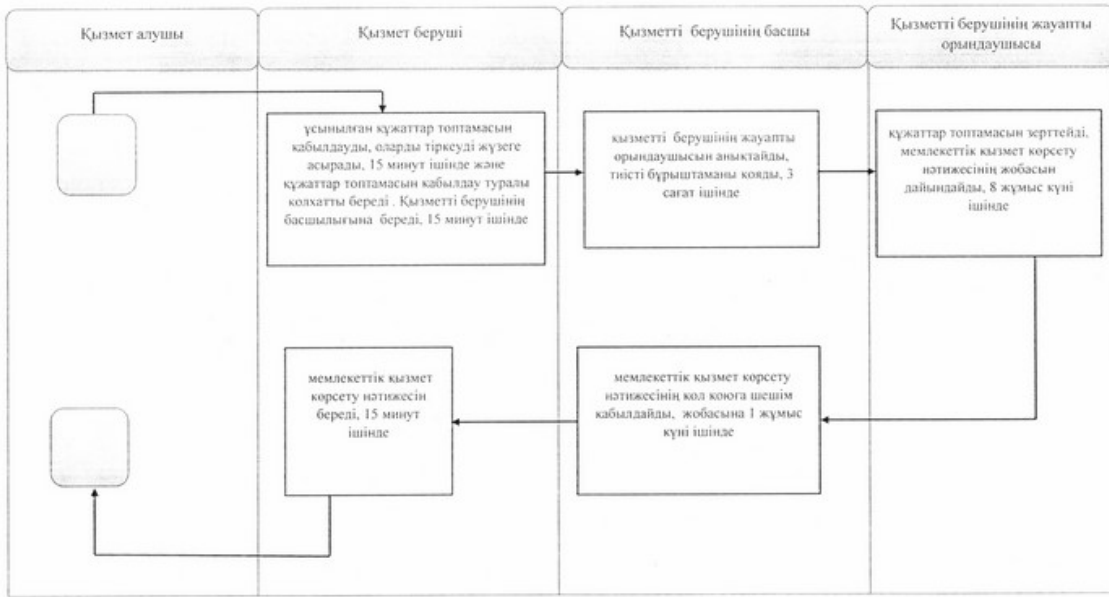 Қызмет алушы
Қызмет беруші
Қызметті берушінің басшы
Қызметті берушінің жауапты
орындаушысы
ұсынылған құжаттар топтамасын
қабылдауды, оларды тіркеуді жүзеге
асырады, 15 минут ішінде және
құжаттар топтамасын қабылдау туралы
қолхатты береді . Қызметті берушінің
басшылығына береді, 15 минут ішінде
қызметті берушінің жауапты
орындаушысын анықтайды,
тиісті бұрыштаманы қояды, 3
сағат ішінде
құжаттар топтамасын зерттейді,
мемлекеттік қызмет көрсету
нәтижесінің жобасын
дайындайды, 8 жұмыс күні
ішінде
мемлекеттік қызмет
көрсету нәтижесін
береді, 15 минут
ішінде
мемлекеттік қызмет көрсету
нәтижесінің қол қоюға шешім
қабылдайды, жобасына 1 жұмыс
күні ішінде